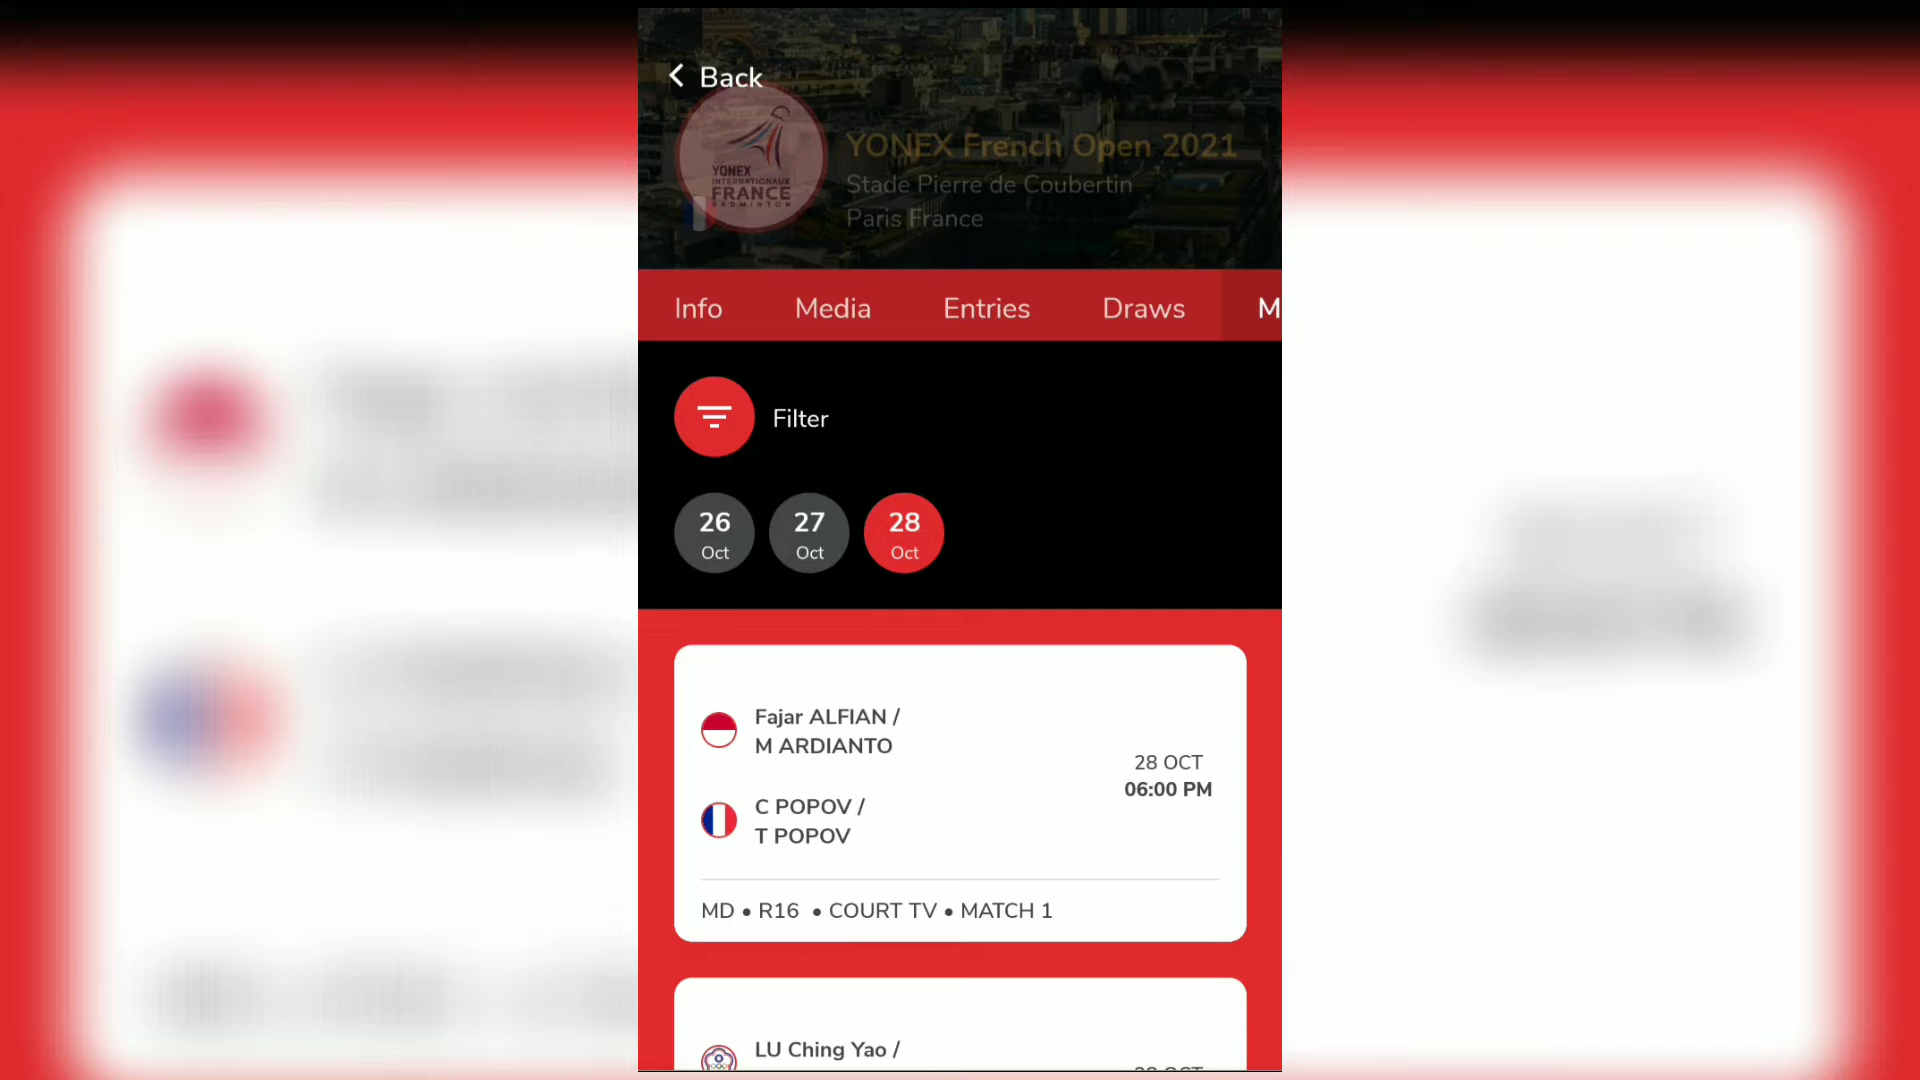 Back
YONEX French Open 2021
Stade Pierre de Coubertin
Paris France
YONEX
INTERNATIONAUX
FRANCE
BADMINTON
Info Media Entries Draws M
Filter
26 27 28
Oct Oct Oct
Fajar ALFIAN /
M ARDIANTO
28 OCT
06:00 PM
C POPOV /
T POPOV
MD • R16 • COURT TV • MATCH 1
LU Ching Yao /